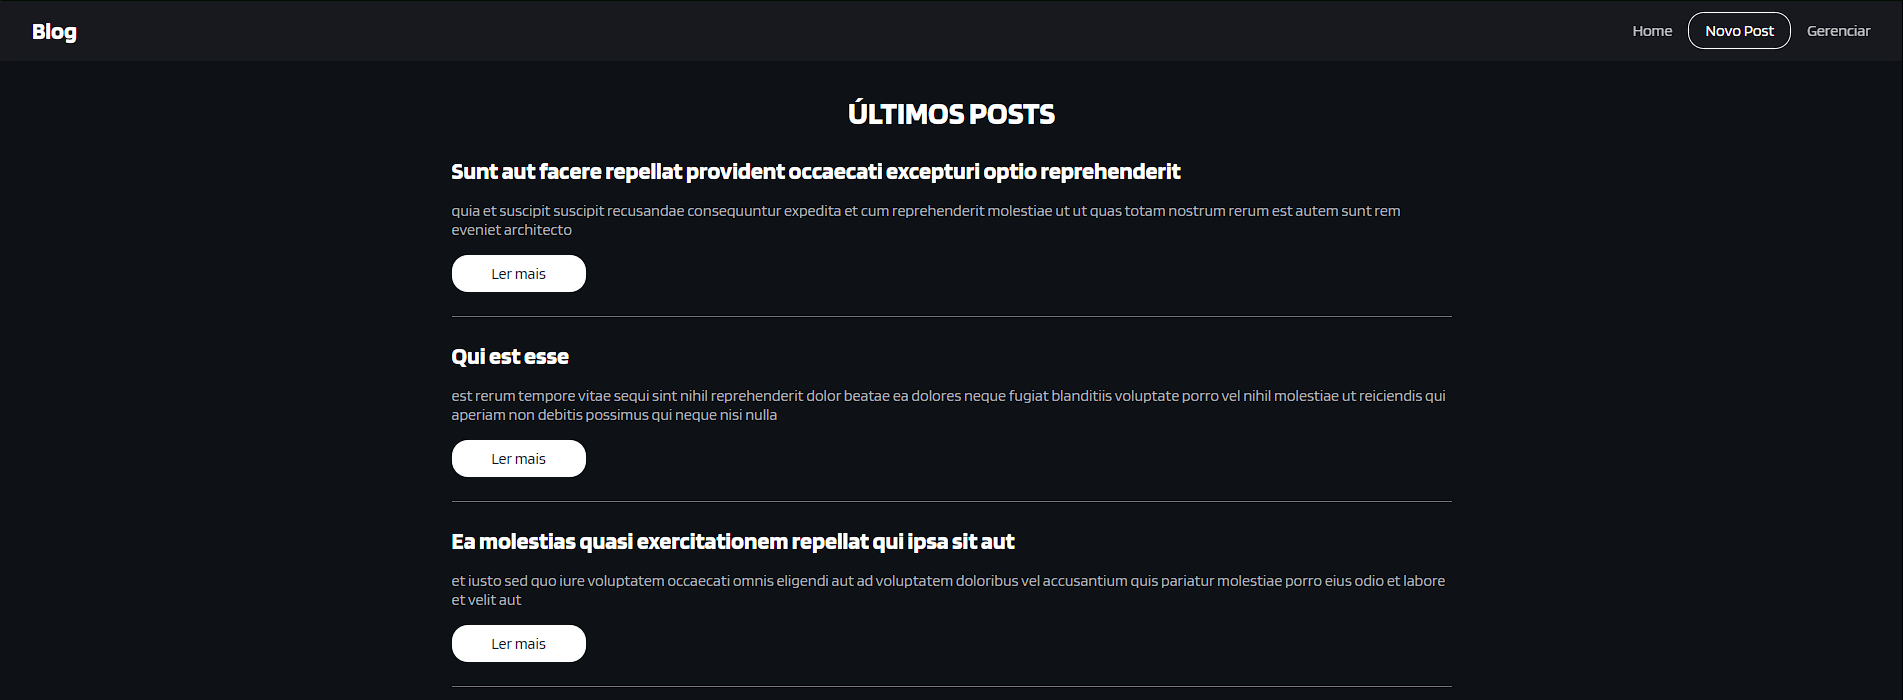 Blog
Home Novo Post Gerenciar
ÚLTIMOS POSTS
Sunt aut facere repellat provident occaecati excepturi optio reprehenderit
quia et suscipit suscipit recusandae consequuntur expedita et cum reprehenderit molestiae ut ut quas totam nostrum rerum est autem sunt rem
eveniet architecto
Ler mais
Qui est esse
est rerum tempore vitae sequi sint nihil reprehenderit dolor beatae ea dolores neque fugiat blanditiis voluptate porro vel nihil molestiae ut reiciendis qui
aperiam non debitis possimus qui neque nisi nulla
Ler mais
Ea molestias quasi exercitationem repellat qui ipsa sit aut
et iusto sed quo iure voluptatem occaecati omnis eligendi aut ad voluptatem doloribus vel accusantium quis pariatur molestiae porro eius odio et labore
et velit aut
Ler mais